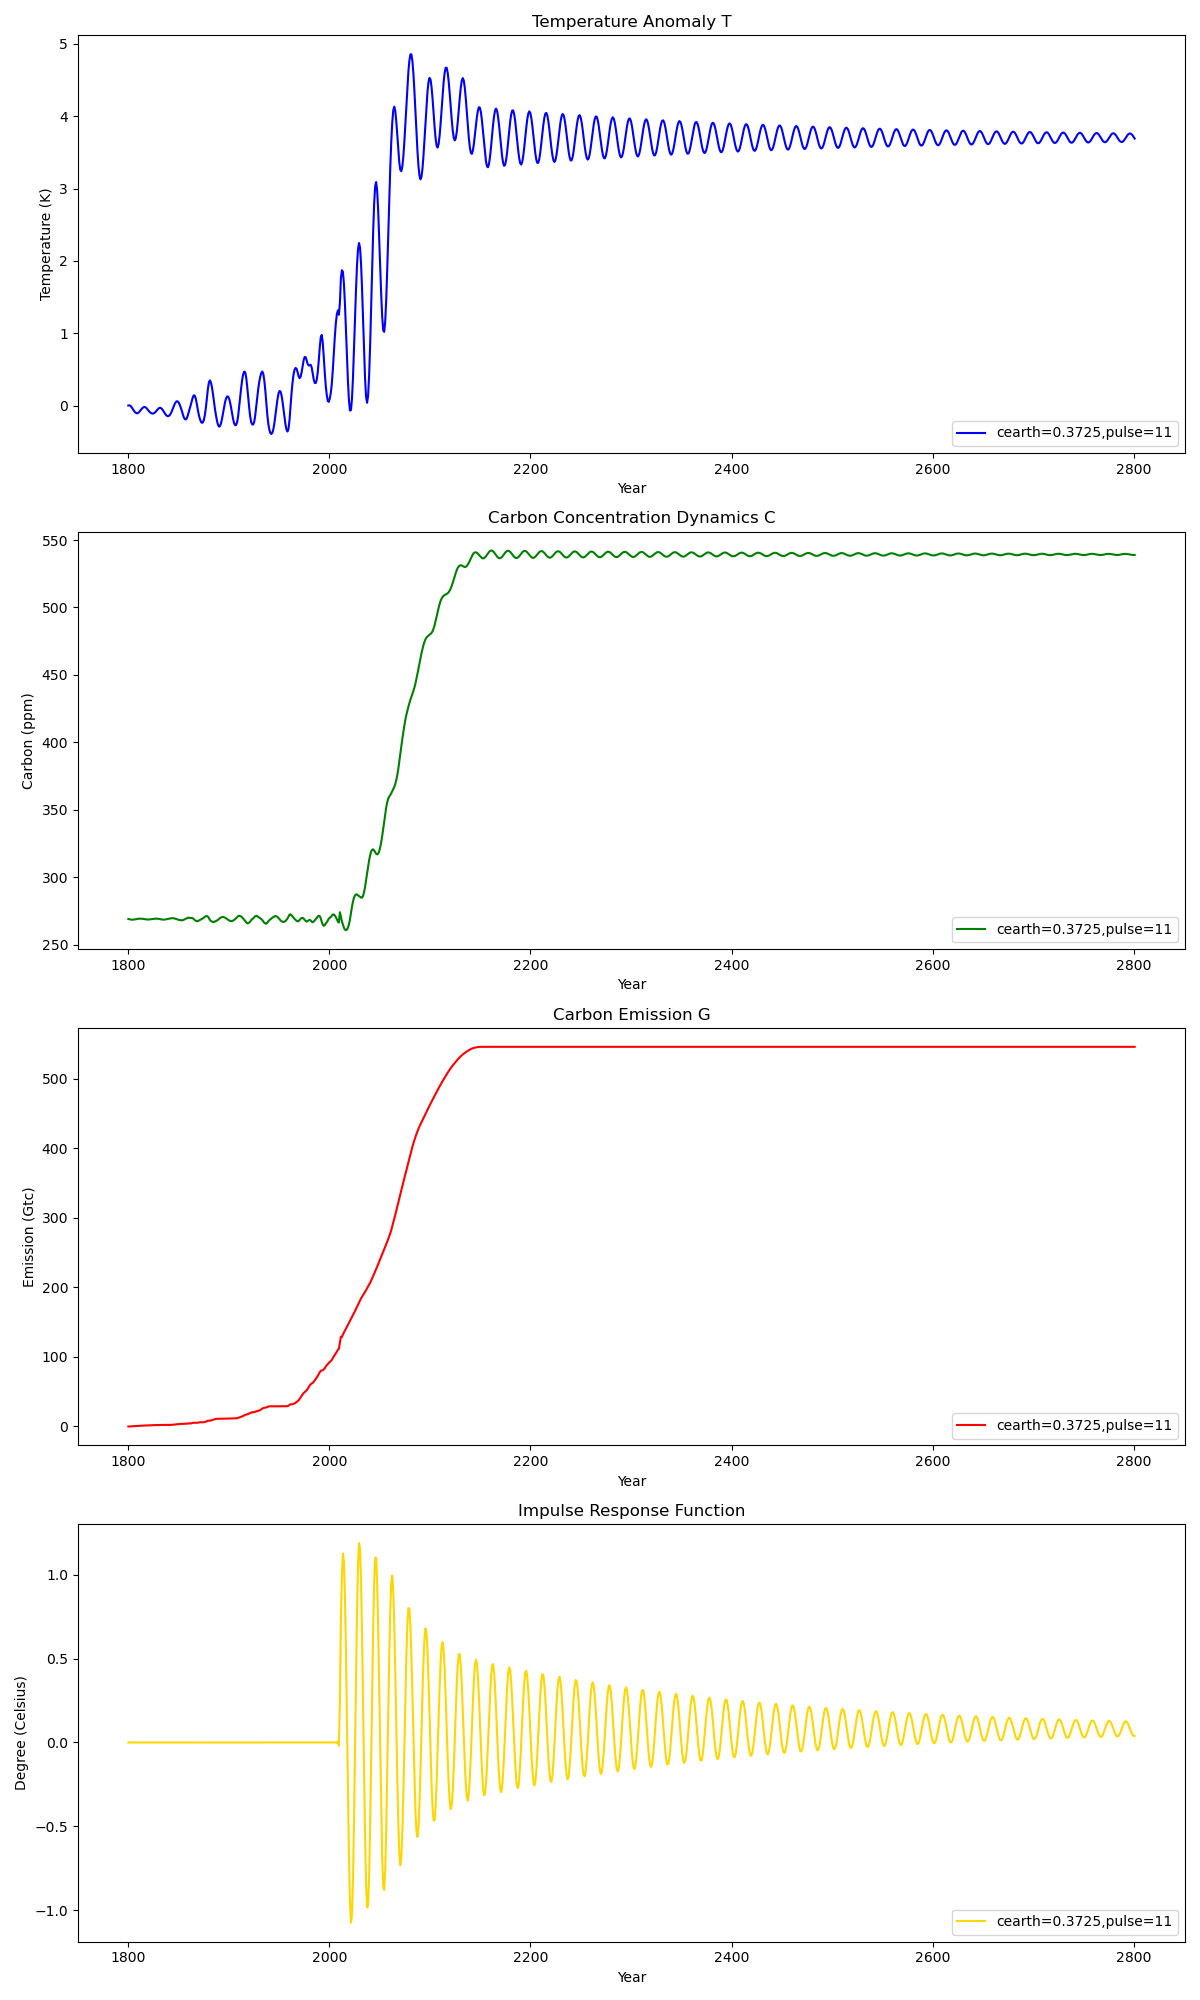 Temperature Anomaly T
5
4
3
2
1
0
Temperature (K)
cearth=0.3725,pulse=11
1800 2000 2200 2400 2600 2800
Year
Carbon Concentration Dynamics C
550
500
450
400
350
300
250
Carbon (ppm)
cearth=0.3725,pulse=11
1800 2000 2200 2400 2600 2800
Year
Carbon Emission G
500
400
300
200
100
0
Emission (Gtc)
cearth=0.3725,pulse=11
1800 2000 2200 2400 2600 2800
Year
Impulse Response Function
1.0
0.5
0.0
−0.5
−1.0
Degree (Celsius)
cearth=0.3725,pulse=11
1800 2000 2200 2400 2600 2800
Year